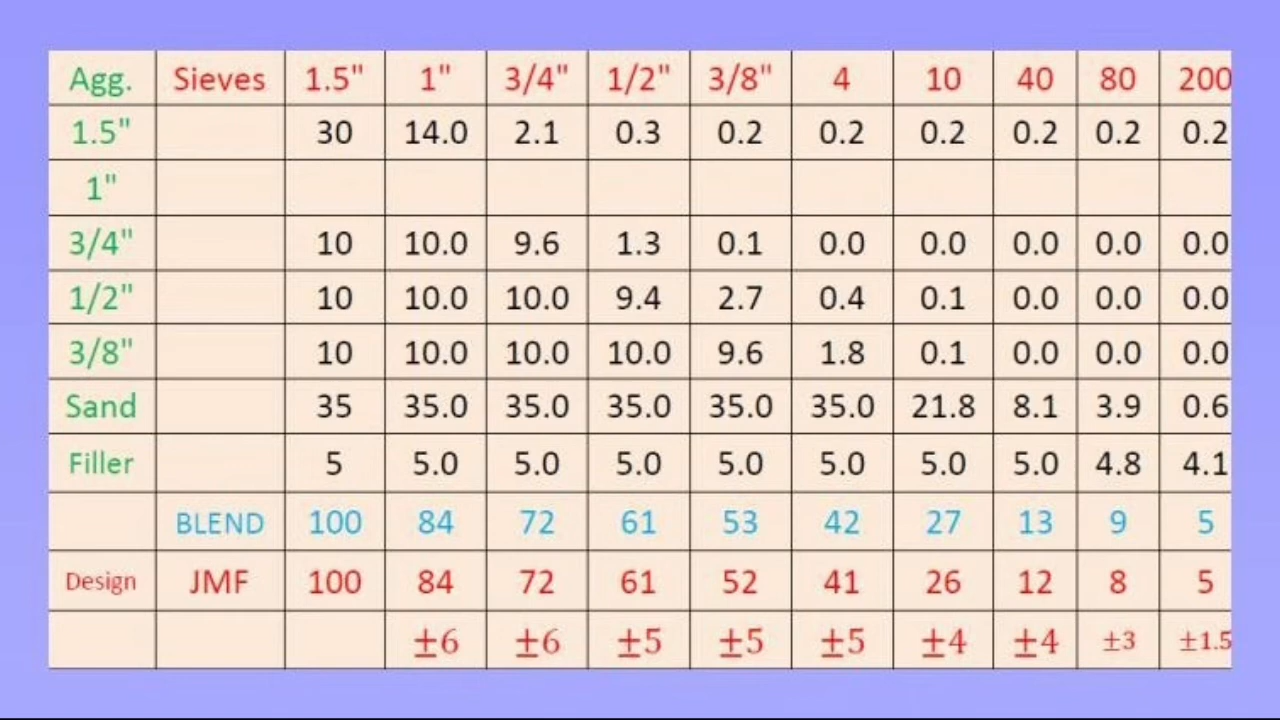 Agg. Sieves 1.5" 1" 3/4" 1/2" 3/8" 4 10 40 80 200
1.5" 30 14.0 2.1 0.3 0.2 0.2 0.2 0.2 0.2 0.2
1"
3/4" 10 10.0 9.6 1.3 0.1 0.0 0.0 0.0 0.0 0.0
1/2" 10 10.0 10.0 9.4 2.7 0.4 0.1 0.0 0.0 0.0
3/8" 10 10.0 10.0 10.0 9.6 1.8 0.1 0.0 0.0 0.0
Sand 35 35.0 35.0 35.0 35.0 35.0 21.8 8.1 3.9 0.6
Filler 5 5.0 5.0 5.0 5.0 5.0 5.0 5.0 4.8 4.1
BLEND 100 84 72 61 53 42 27 13 9 5
Design JMF 100 84 72 61 52 41 26 12 8 5
±6 ±6 ±5 ±5 ±5 ±4 ±4 ±3 ±1.5